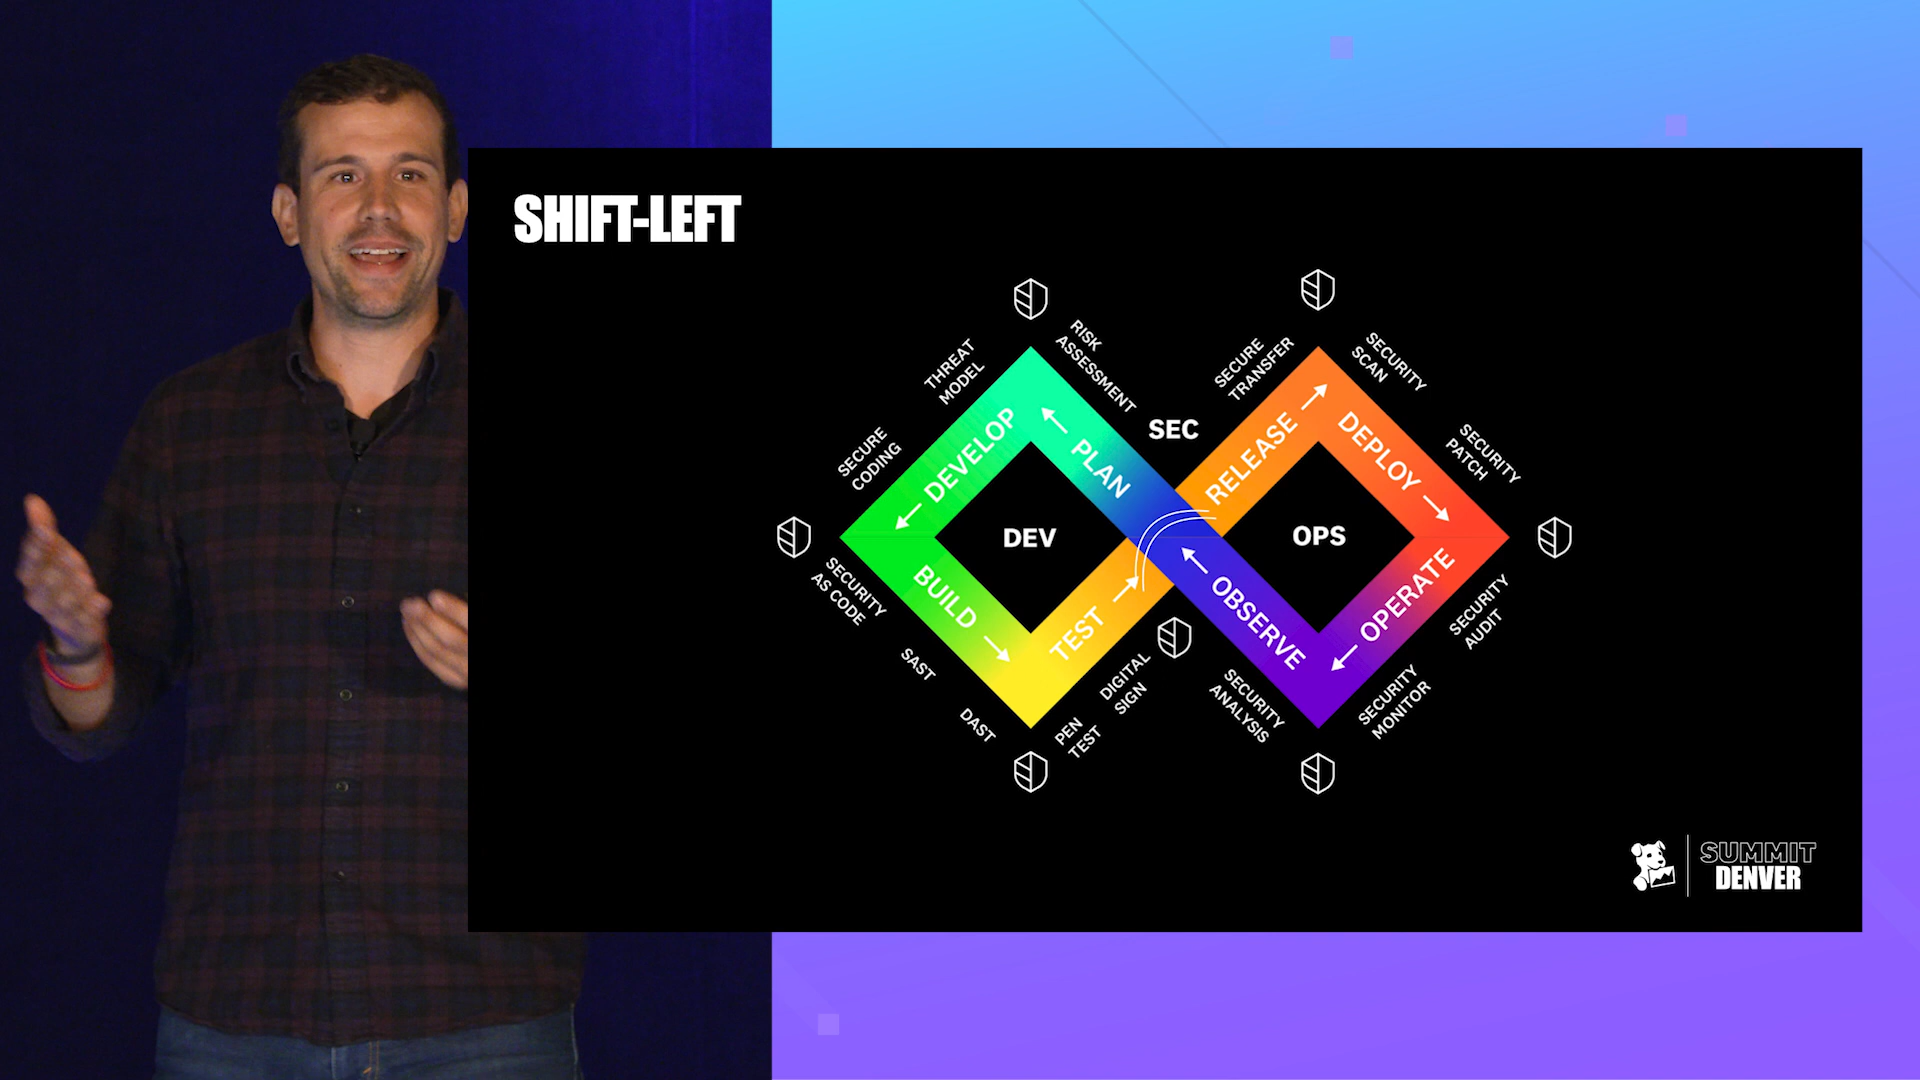 SHIFT-LEFT
THREAT
MODEL
RISK
ASSESSMENT
SECURE
TRANSFER
SECURITY
SCAN
SECURE
CODING
SEC
SECURITY
PATCH
DEVELOP
PLAN
RELEASE
DEPLOY
DEV
OPS
SECURITY
AS CODE
BUILD
TEST
OBSERVE
OPERATE
SECURITY
AUDIT
SAST
DAST
PEN
TEST
DIGITAL
SIGN
SECURITY
ANALYSIS
SECURITY
MONITOR
SUMMIT
DENVER